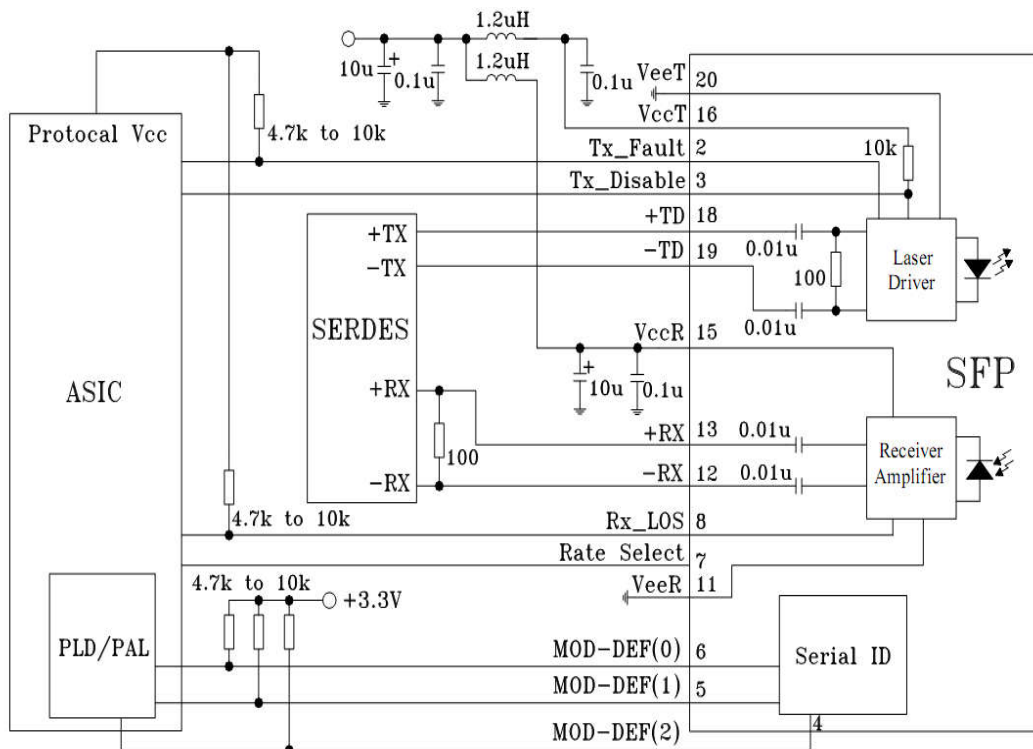 1.2uH
10u
+
0.1u
1.2uH
0.1u
VeeT
20
VccT
16
Protocal Vcc
4.7k to 10k
Tx_Fault
2
10k
Tx_Disable
3
+TD
18
+TX
-TX
-TD
19
0.01u
100
Laser
Driver
0.01u
SERDES
VccR
15
+
10u
0.1u
SFP
ASIC
+RX
100
+RX
13
0.01u
Receiver
Amplifier
-RX
-RX
12
0.01u
4.7k to 10k
Rx_LOS
8
Rate Select
7
4.7k to 10k
+3.3V
VeeR
11
PLD/PAL
MOD-DEF(0)
6
Serial ID
MOD-DEF(1)
5
MOD-DEF(2)
4